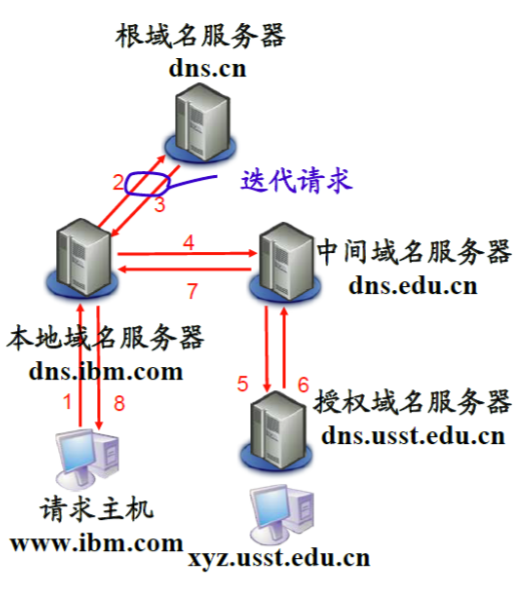 根域名服务器
dns.cn
2
3
迭代请求
4
7
中间域名服务器
dns.edu.cn
本地域名服务器
dns.ibm.com
1
8
5
6
授权域名服务器
dns.usst.edu.cn
请求主机
www.ibm.com
xyz.usst.edu.cn